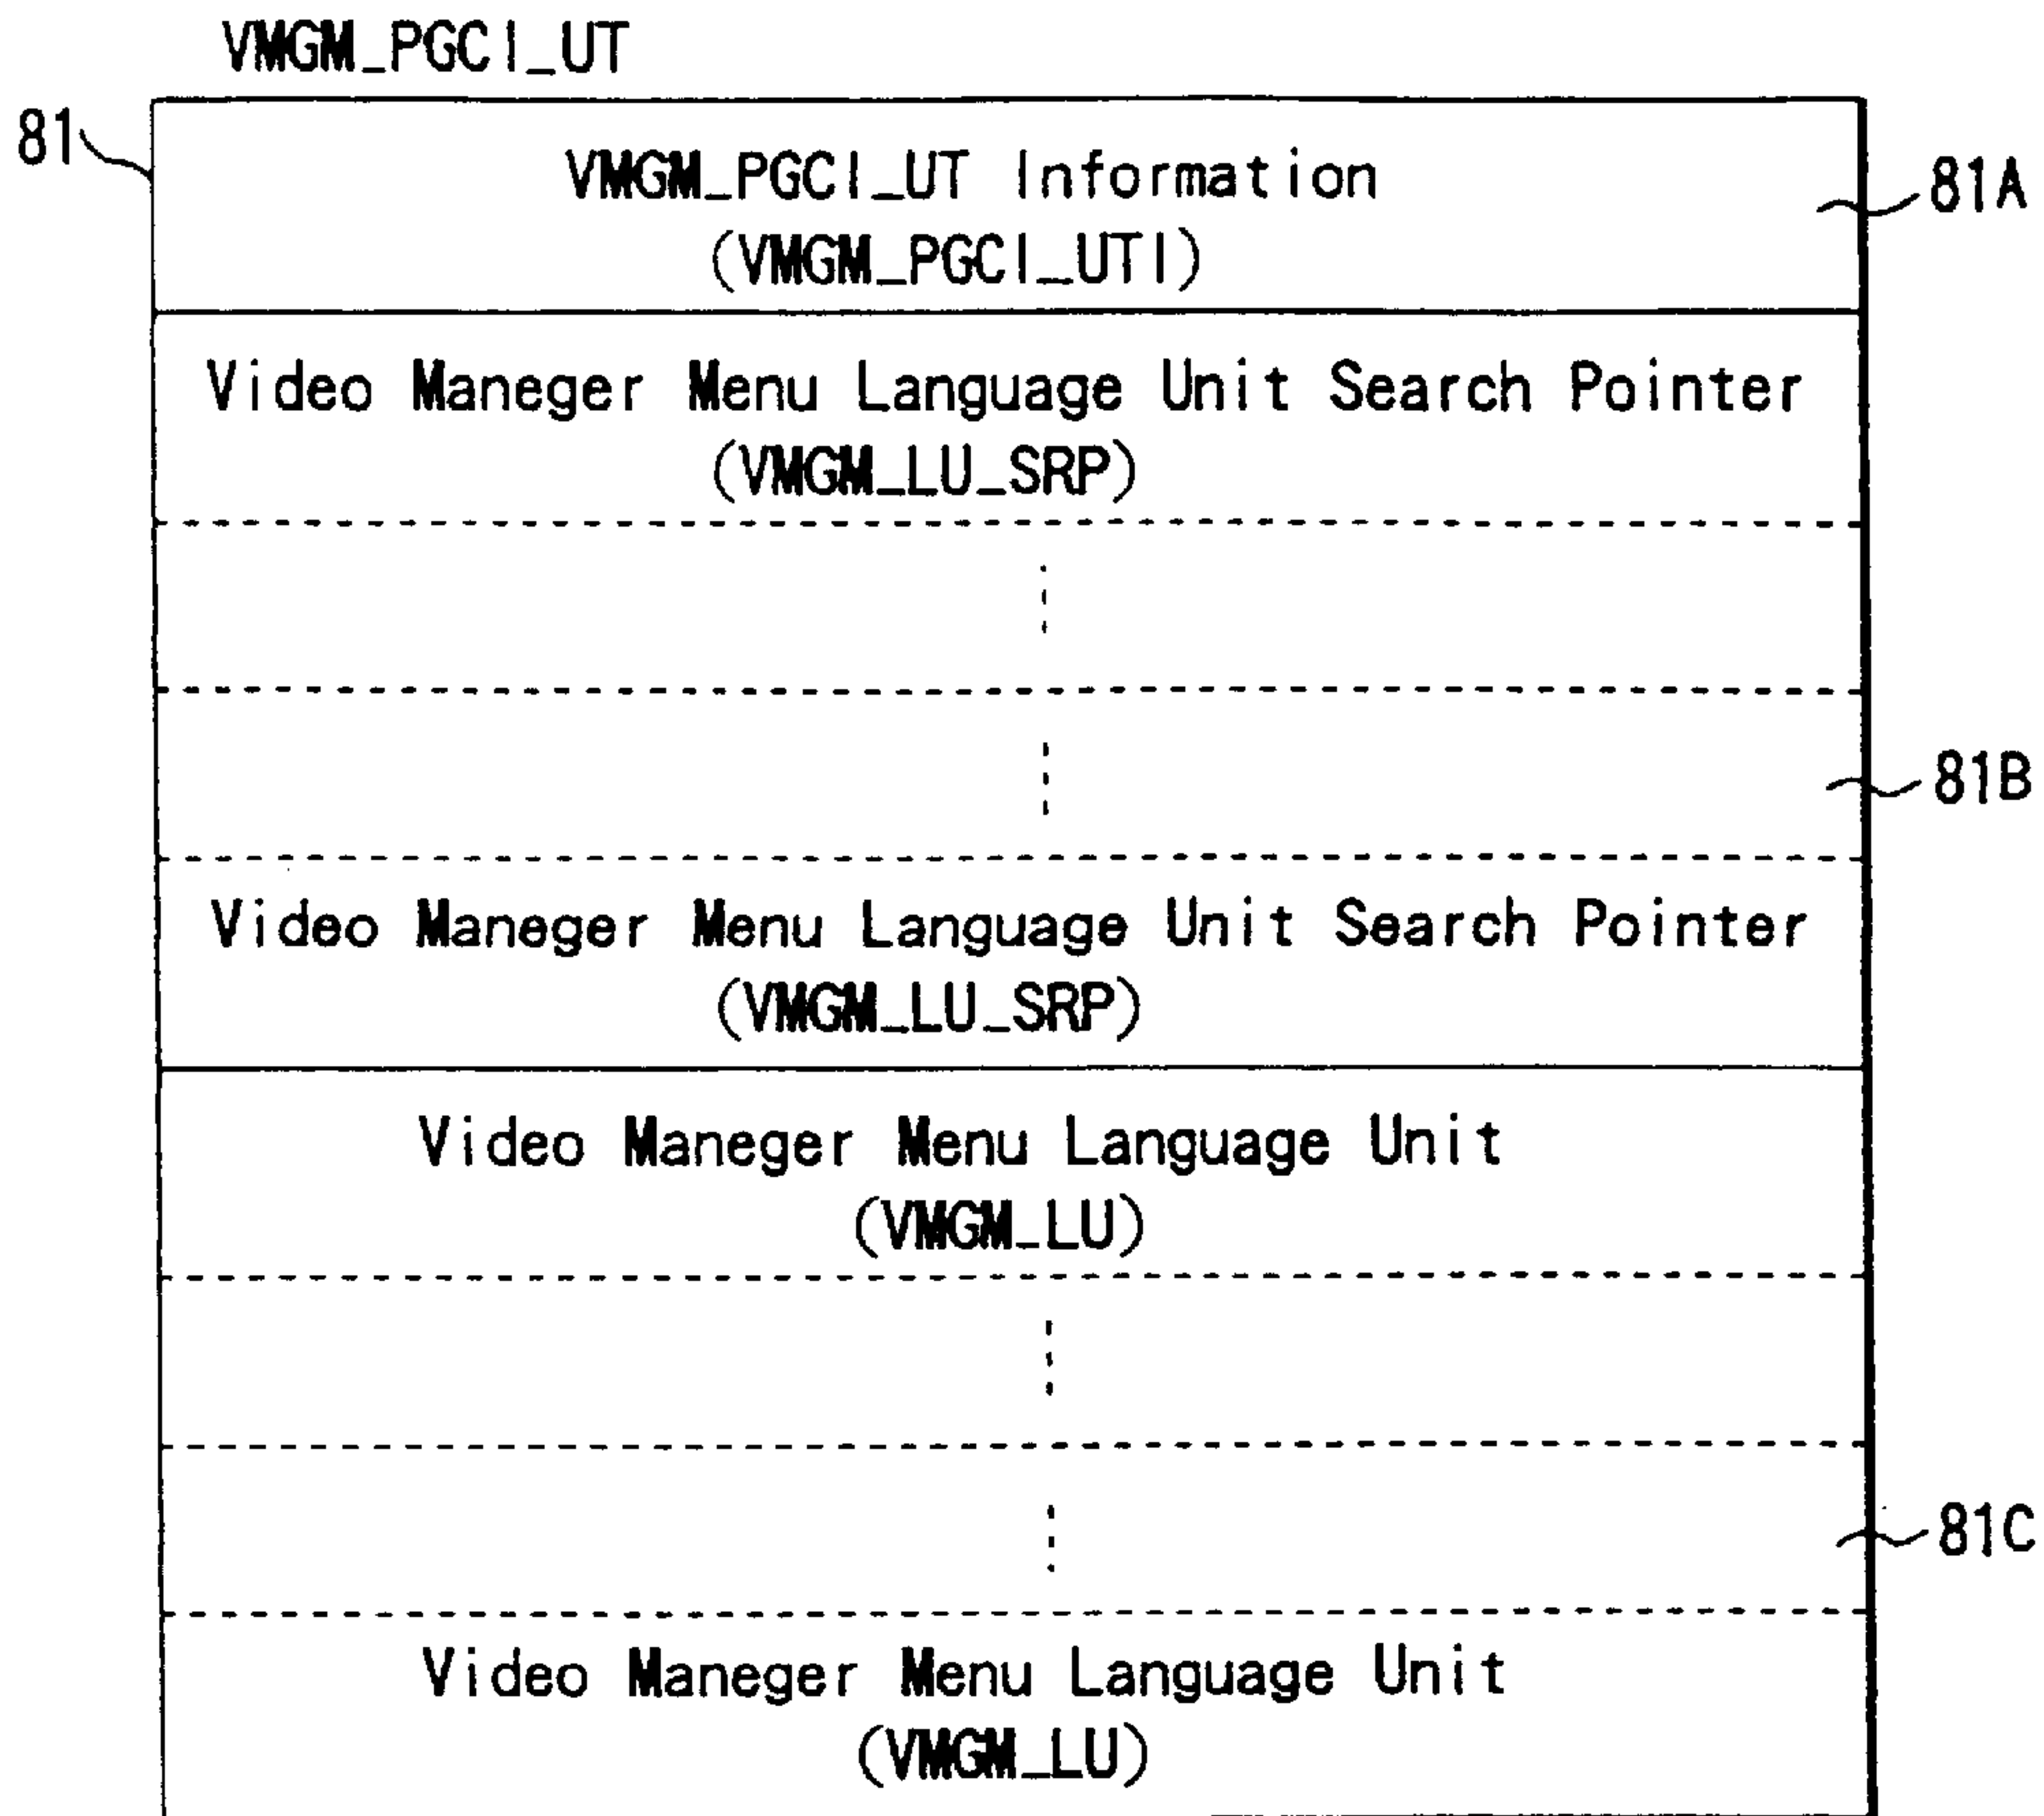 VMGM_PGCI_UT
81
VMGM_PGCI_UT Information
(VMGM_PGCI_UTI)
81A
Video Maneger Menu Language Unit Search Pointer
(VMGM_LU_SRP)
81B
Video Maneger Menu Language Unit Search Pointer
(VMGM_LU_SRP)
Video Maneger Menu Language Unit
(VMGM_LU)
81C
Video Maneger Menu Language Unit
(VMGM_LU)